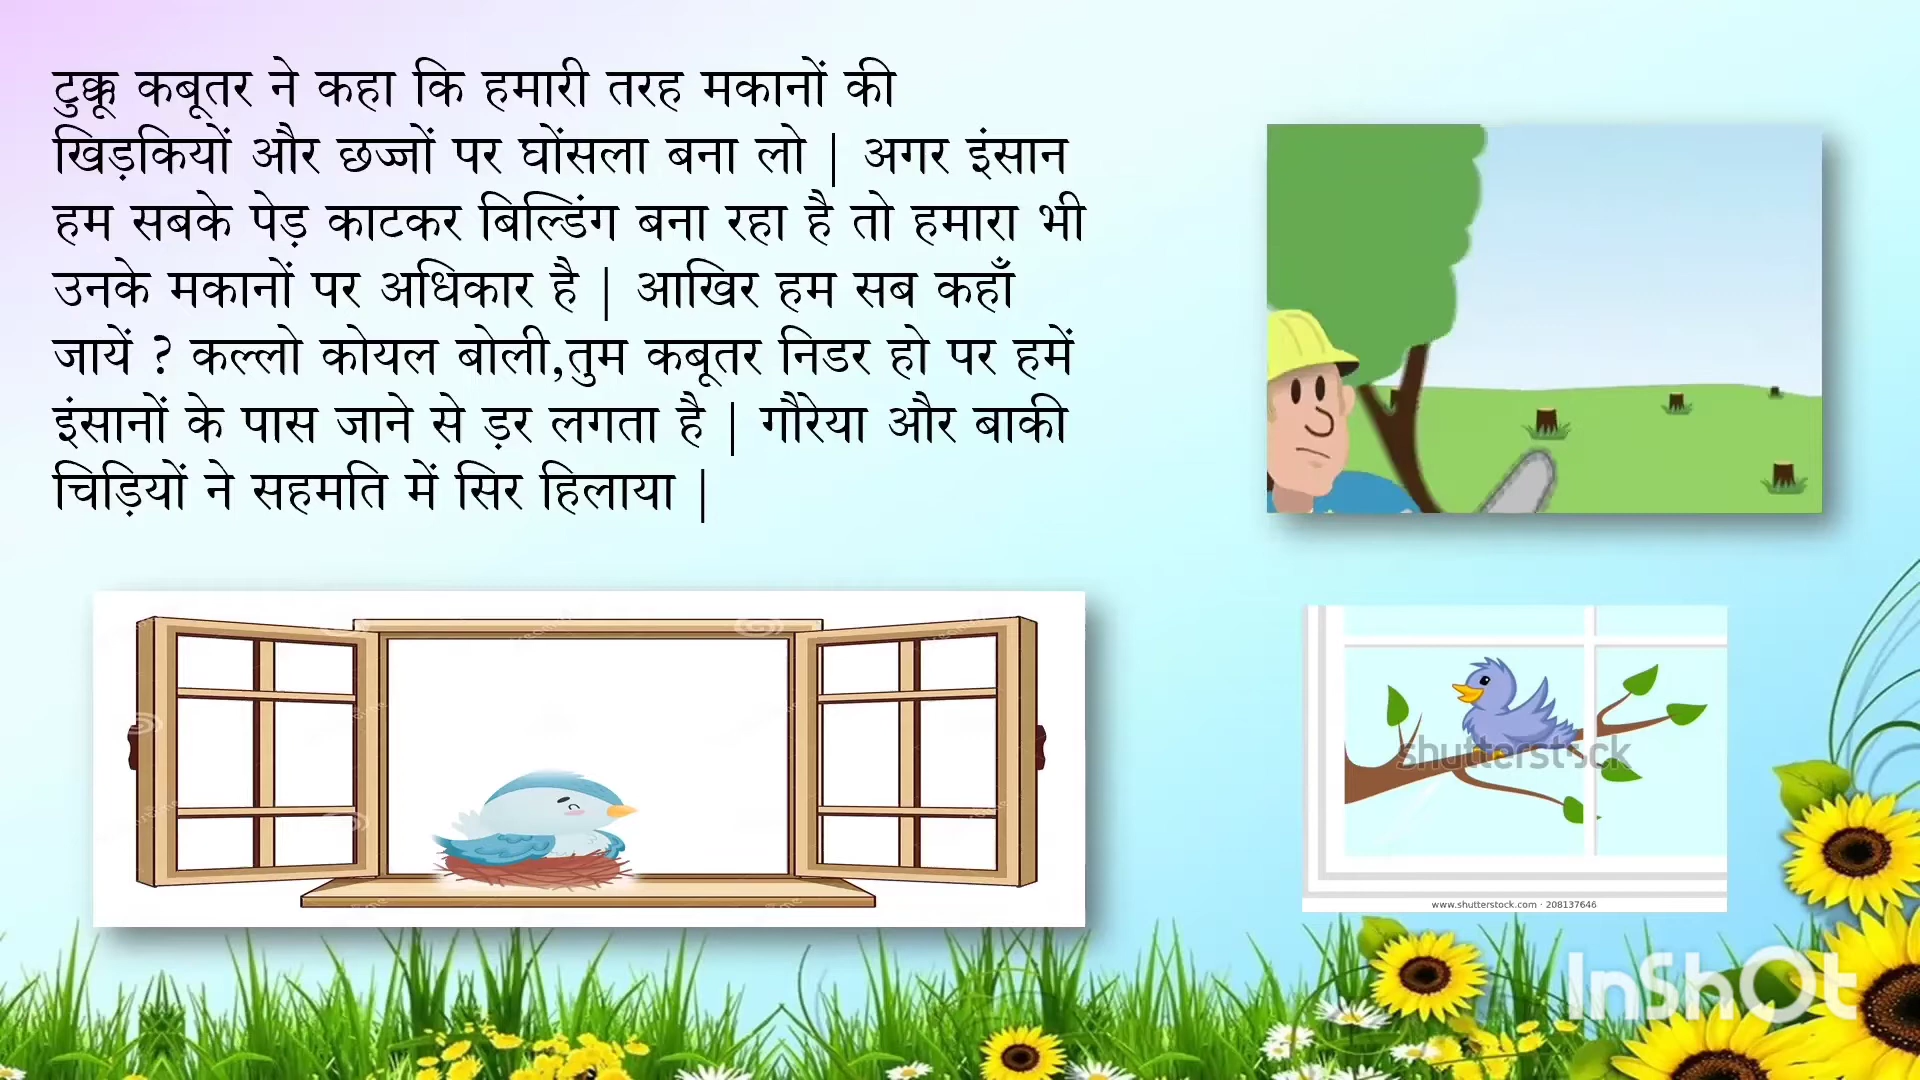 टुक्कू कबूतर ने कहा कि हमारी तरह मकानों की
खिड़कियों और छज्जों पर घोंसला बना लो | अगर इंसान
हम सबके पेड़ काटकर बिल्डिंग बना रहा है तो हमारा भी
उनके मकानों पर अधिकार है | आखिर हम सब कहाँ
जायें ? कल्लो कोयल बोली,तुम कबूतर निडर हो पर हमें
इंसानों के पास जाने से ड़र लगता है | गौरेया और बाकी
चिड़ियों ने सहमति में सिर हिलाया |
shutterstock
www.shutterstock.com · 208137646
InShOt